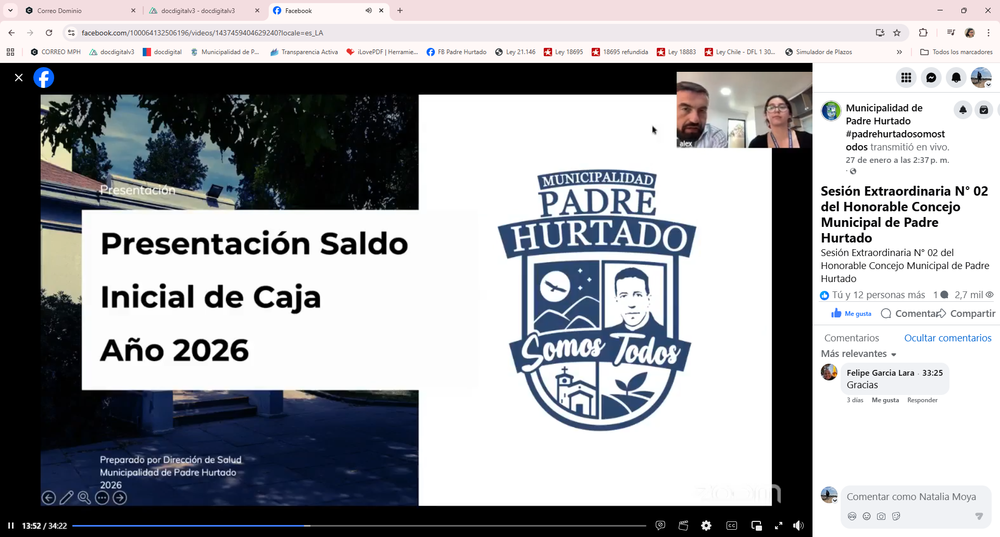 Correo Dominio
docdigitalv3 - docdigitalv3
Facebook
facebook.com/100064132506196/videos/1437459404629240?locale=es_LA
CORREO MPH
docdigitalv3
docdigital
Municipalidad de P...
Transparencia Activa
iLovePDF | Herramie...
FB Padre Hurtado
Ley 21.146
Ley 18695
18695 refundida
Ley 18883
Ley Chile - DFL 1 30...
Simulador de Plazos
Todos los marcadores
alex
Presentación
Presentación Saldo
Inicial de Caja
Año 2026
Preparado por Dirección de Salud
Municipalidad de Padre Hurtado
2026
MUNICIPALIDAD
PADRE
HURTADO
Somos Todos
zoom
13:52 / 34:22
CC
Municipalidad de
Padre Hurtado
#padrehurtadosomost
odos transmitió en vivo.
27 de enero a las 2:37 p. m.
·
Sesión Extraordinaria N° 02
del Honorable Concejo
Municipal de Padre
Hurtado
Sesión Extraordinaria N° 02 del
Honorable Concejo Municipal de Padre
Hurtado
Tú y 12 personas más 1 2,7 mil
Me gusta Comentar Compartir
Comentarios Ocultar comentarios
Más relevantes
Felipe Garcia Lara · 33:25
Gracias
3 días Me gusta Responder
Comentar como Natalia Moya